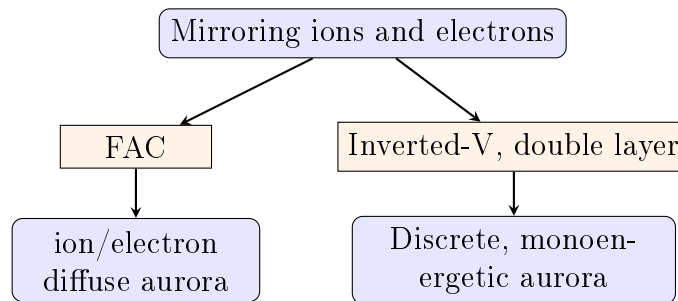 Mirroring ions and electrons
FAC
Inverted-V, double layer
ion/electron
diffuse aurora
Discrete, monoen-
ergetic aurora